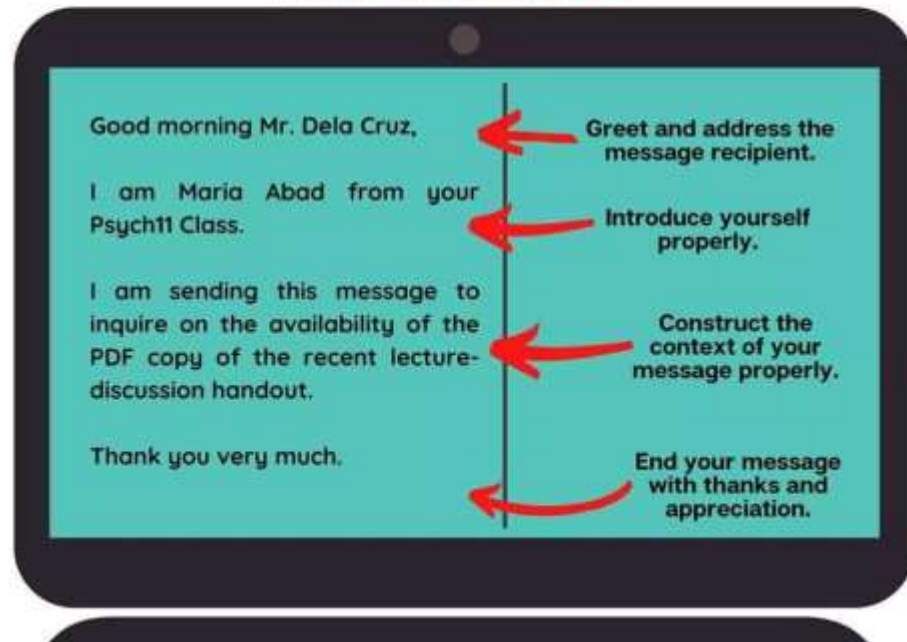 Good morning Mr. Dela Cruz,
Greet and address the
message recipient.
I am Maria Abad from your
Psych11 Class.
Introduce yourself
properly.
I am sending this message to
inquire on the availability of the
PDF copy of the recent lecture-
discussion handout.
Construct the
context of your
message properly.
Thank you very much.
End your message
with thanks and
appreciation.